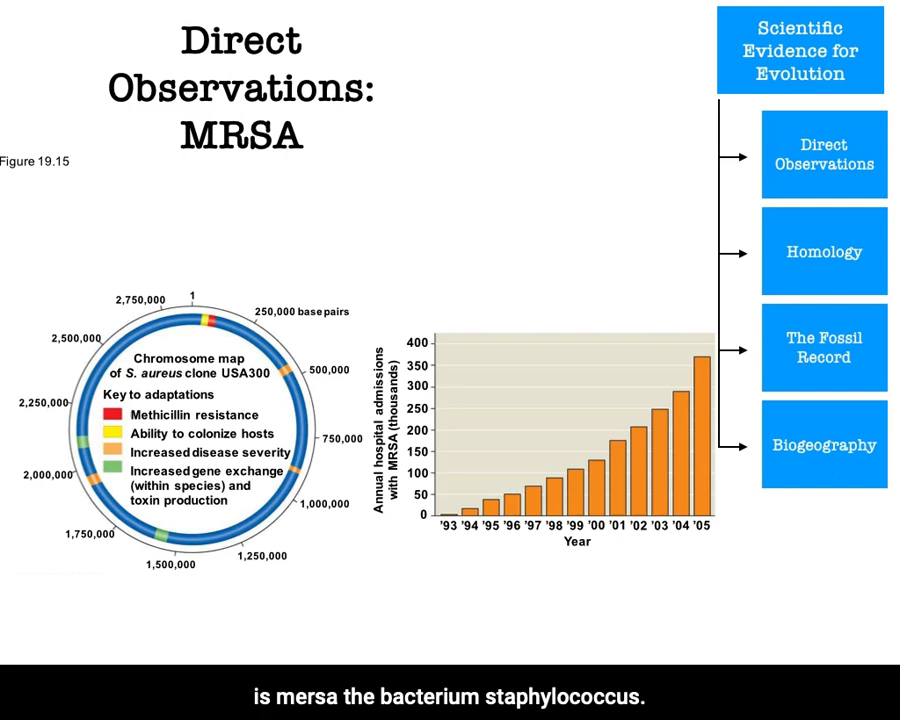 Direct
Observations:
MRSA
Figure 19.15
Scientific
Evidence for
Evolution
Direct
Observations
Homology
The Fossil
Record
Biogeography
1
250,000 base pairs
500,000
750,000
1,000,000
1,250,000
1,500,000
1,750,000
2,000,000
2,250,000
2,500,000
2,750,000
Chromosome map
of S. aureus clone USA300
Key to adaptations
Methicillin resistance
Ability to colonize hosts
Increased disease severity
Increased gene exchange
(within species) and
toxin production
Annual hospital admissions
with MRSA (thousands)
400
350
300
250
200
150
100
50
0
'93 '94 '95 '96 '97 '98 '99 '00 '01 '02 '03 '04 '05
Year
is mersa the bacterium staphylococcus.